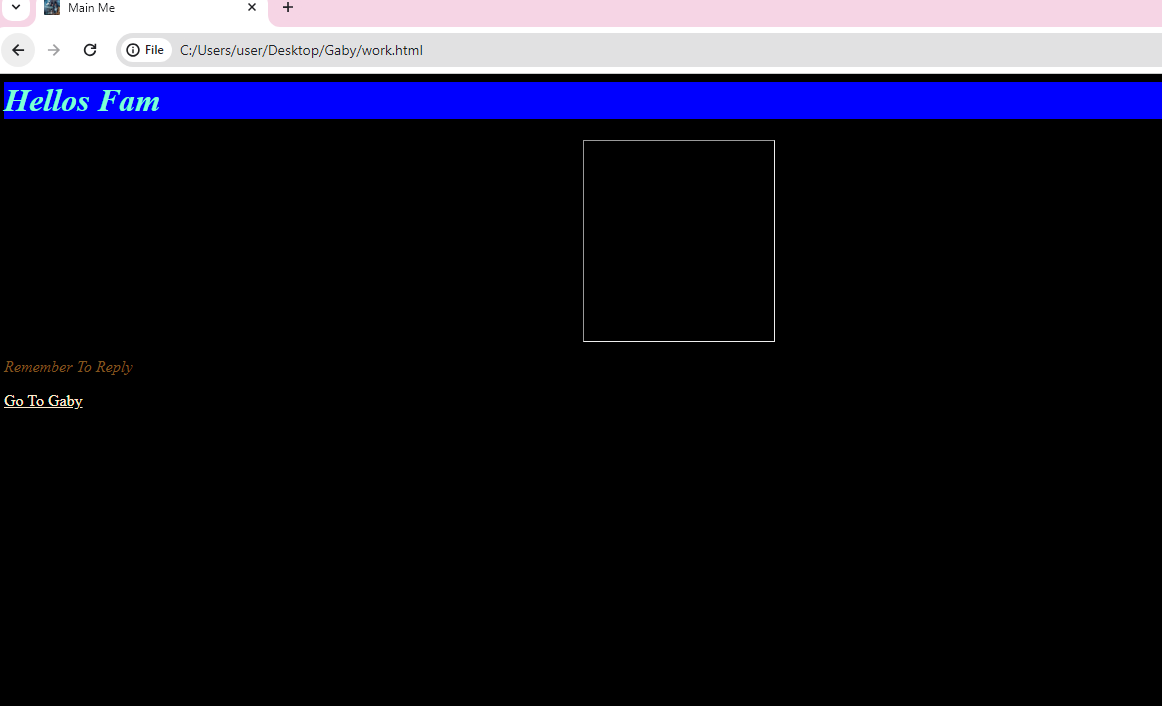 Main Me
File C:/Users/user/Desktop/Gaby/work.html
Hellos Fam
Remember To Reply
Go To Gaby